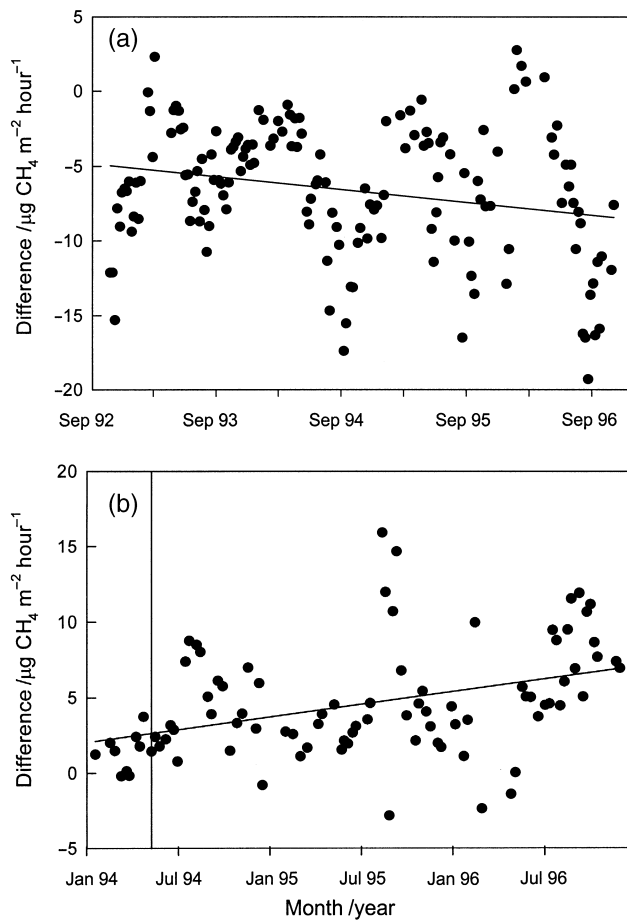 (a)
Difference /μg CH₄ m⁻² hour⁻¹
5
0
−5
−10
−15
−20
Sep 92 Sep 93 Sep 94 Sep 95 Sep 96
(b)
Difference /μg CH₄ m⁻² hour⁻¹
20
15
10
5
0
−5
Jan 94 Jul 94 Jan 95 Jul 95 Jan 96 Jul 96
Month /year